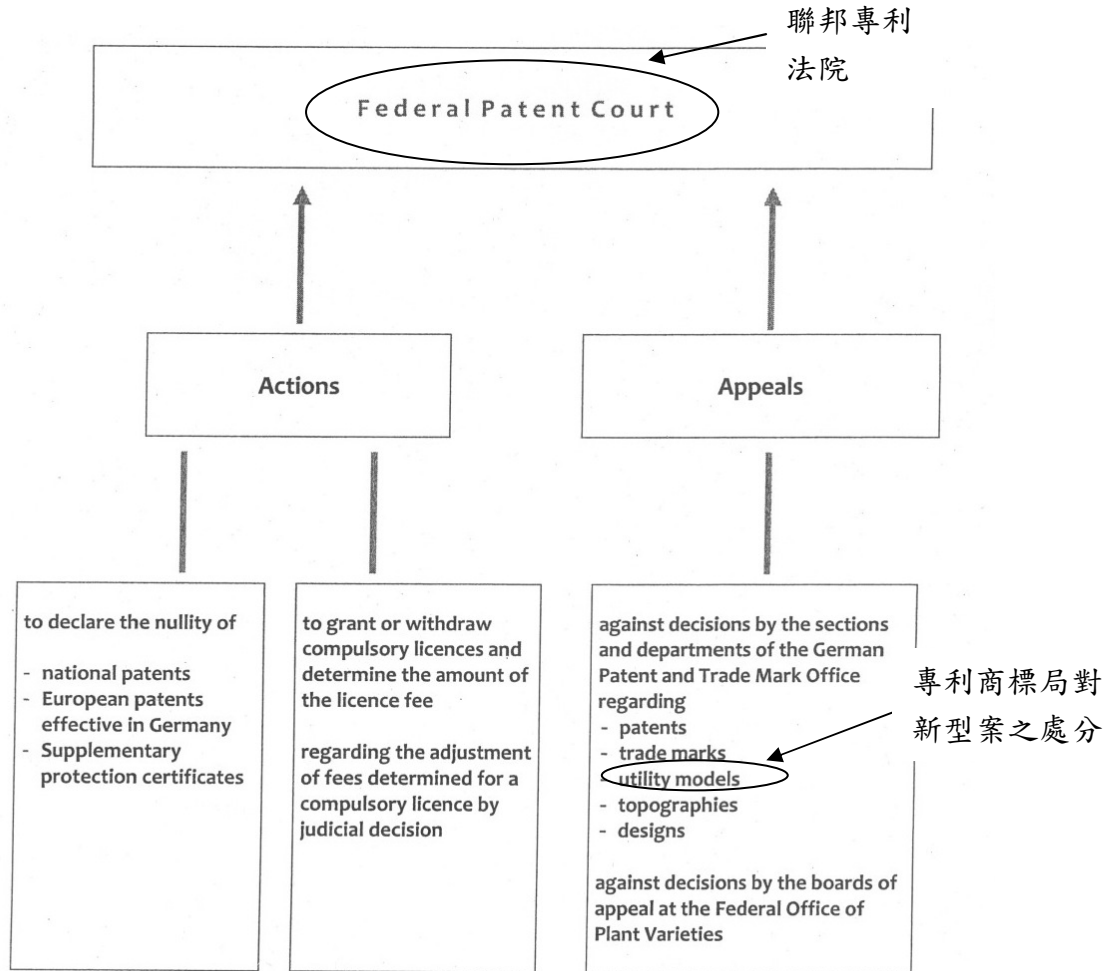 聯邦專利
法院
Federal Patent Court
Actions
Appeals
to declare the nullity of
- national patents
- European patents
effective in Germany
- Supplementary
protection certificates
to grant or withdraw
compulsory licences and
determine the amount of
the licence fee
regarding the adjustment
of fees determined for a
compulsory licence by
judicial decision
against decisions by the sections
and departments of the German
Patent and Trade Mark Office
regarding
- patents
- trade marks
- utility models
- topographies
- designs
against decisions by the boards of
appeal at the Federal Office of
Plant Varieties
專利商標局對
新型案之處分